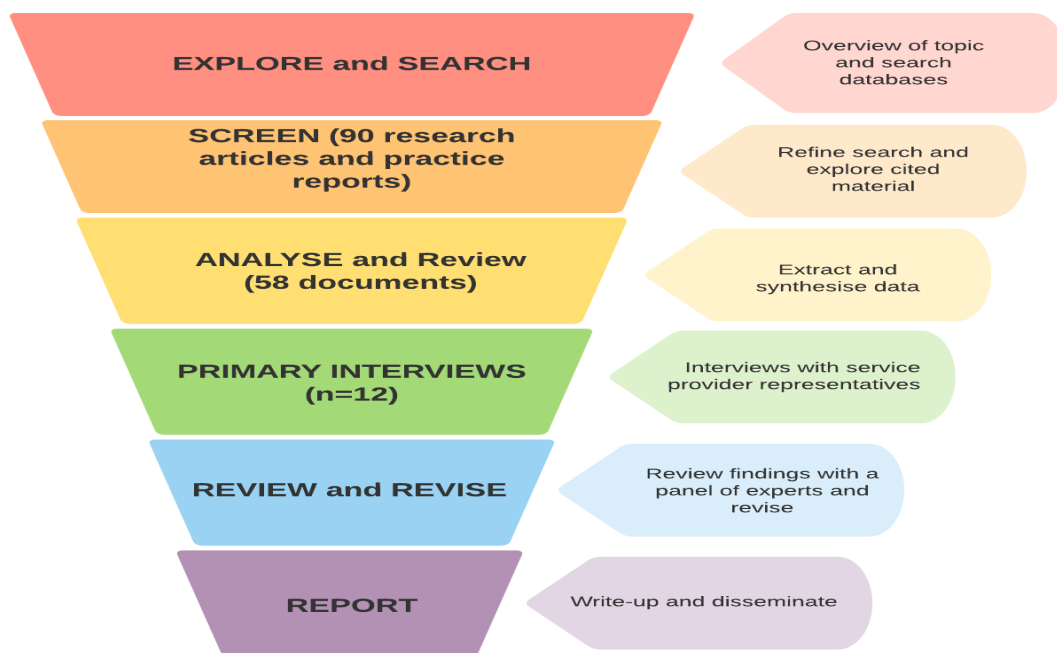 EXPLORE and SEARCH
Overview of topic
and search
databases
SCREEN (90 research
articles and practice
reports)
Refine search and
explore cited
material
ANALYSE and Review
(58 documents)
Extract and
synthesise data
PRIMARY INTERVIEWS
(n=12)
Interviews with service
provider representatives
REVIEW and REVISE
Review findings with a
panel of experts and
revise
REPORT
Write-up and disseminate